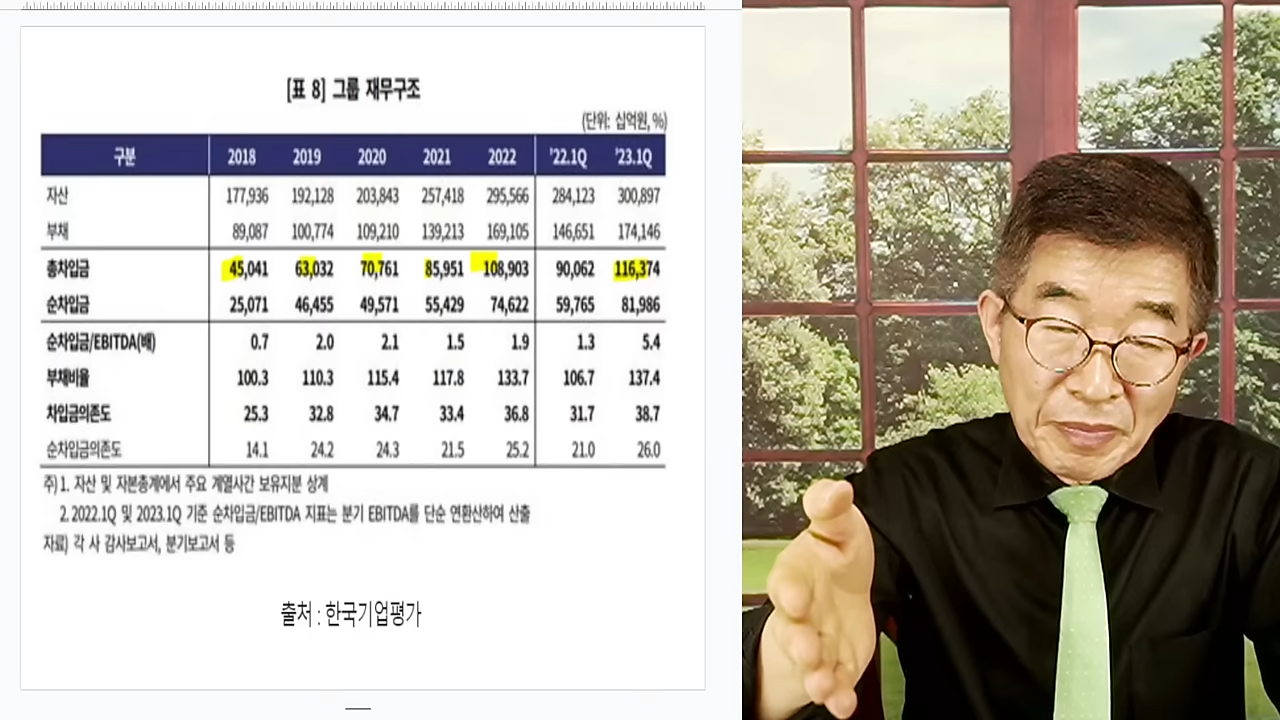 [표 8] 그룹 재무구조
(단위: 십억원, %)
구분 2018 2019 2020 2021 2022 '22.1Q '23.1Q
자산 177,936 192,128 203,843 257,418 295,566 284,123 300,897
부채 89,087 100,774 109,210 139,213 169,105 146,651 174,146
총차입금 45,041 63,032 70,761 85,951 108,903 90,062 116,374
순차입금 25,071 46,455 49,571 55,429 74,622 59,765 81,986
순차입금/EBITDA(배) 0.7 2.0 2.1 1.5 1.9 1.3 5.4
부채비율 100.3 110.3 115.4 117.8 133.7 106.7 137.4
차입금의존도 25.3 32.8 34.7 33.4 36.8 31.7 38.7
순차입금의존도 14.1 24.2 24.3 21.5 25.2 21.0 26.0
주) 1. 자산 및 자본총계에서 주요 계열사간 보유지분 상계
2. 2022.1Q 및 2023.1Q 기준 순차입금/EBITDA 지표는 분기 EBITDA를 단순 연환산하여 산출
자료) 각 사 감사보고서, 분기보고서 등
출처 : 한국기업평가